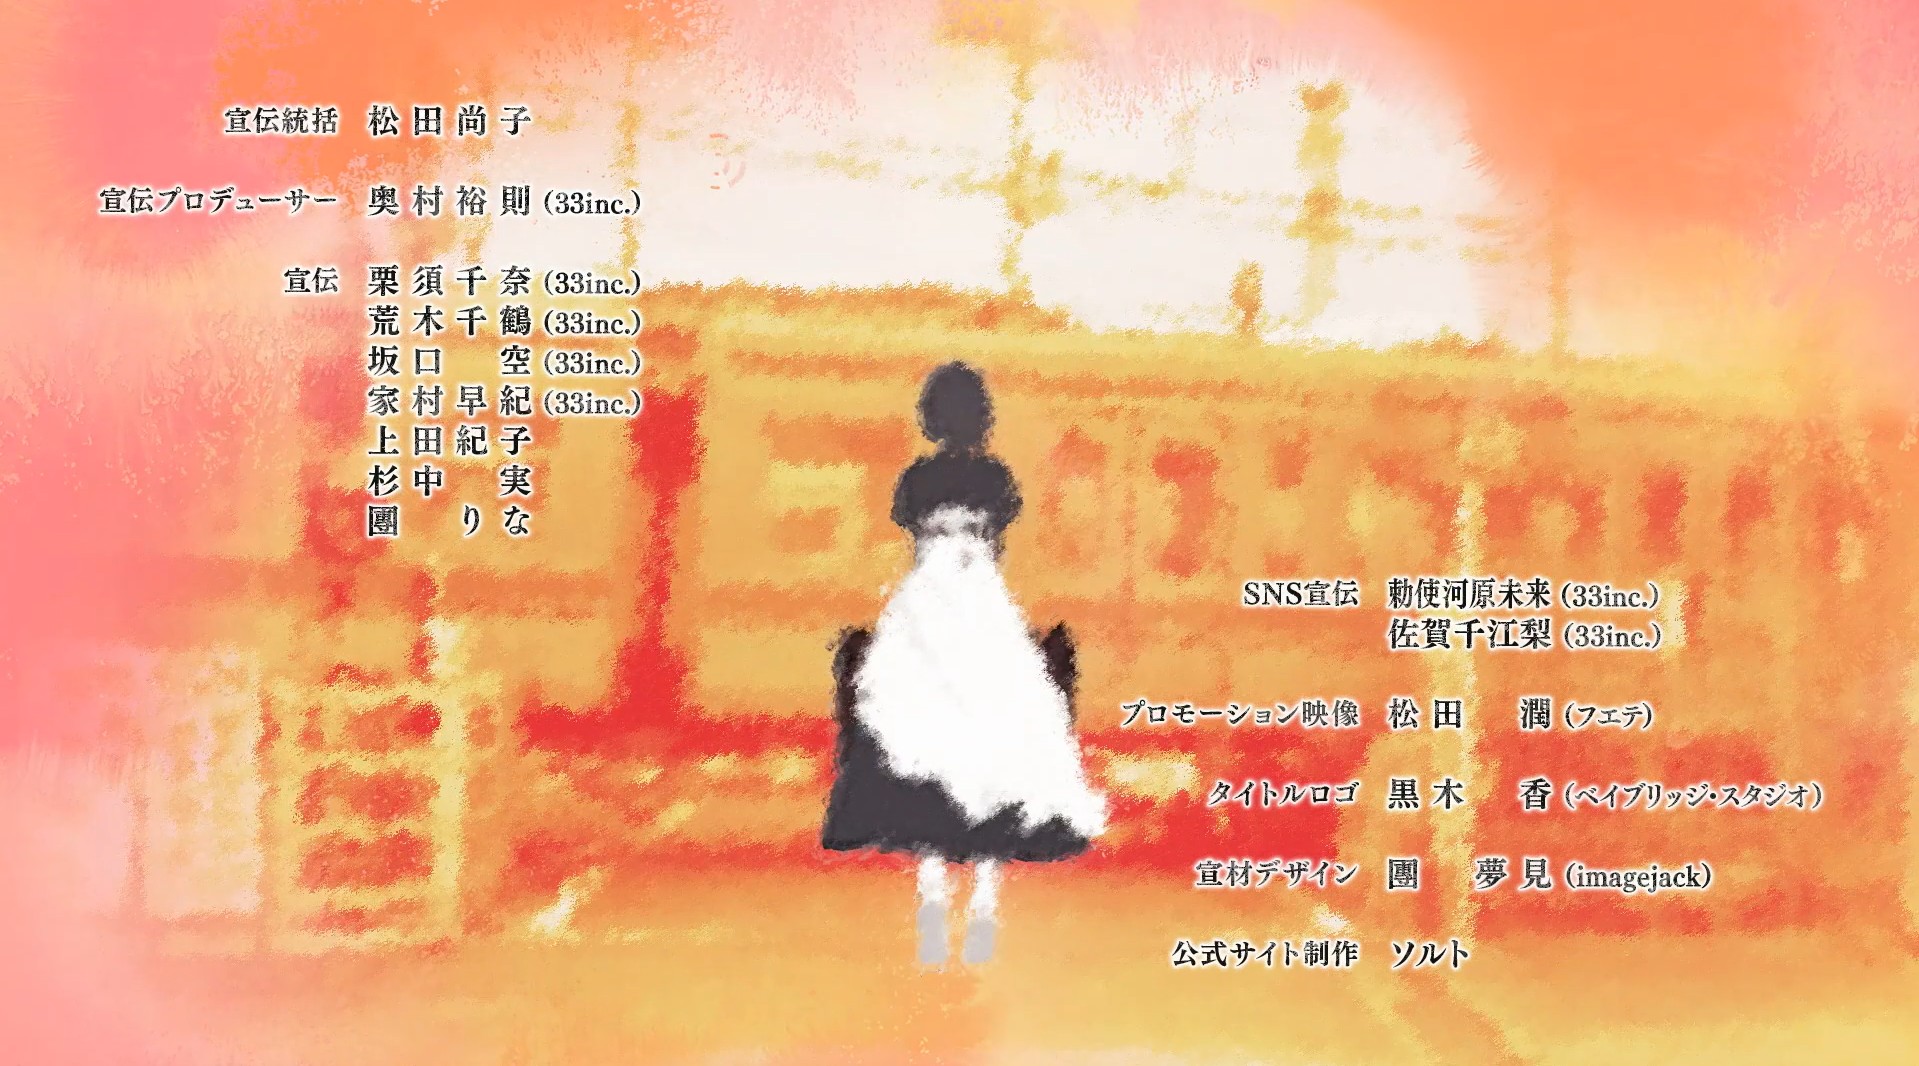 宣伝統括 松田尚子
宣伝プロデューサー 奥村裕則(33inc.)
宣伝 栗須千奈(33inc.)
荒木千鶴(33inc.)
坂口 空(33inc.)
家村早紀(33inc.)
上田紀子
杉中 実
團 りな
SNS宣伝 勅使河原未来(33inc.)
佐賀千江梨(33inc.)
プロモーション映像 松田 潤(フエテ)
タイトルロゴ 黒木 香(ベイブリッジ・スタジオ)
宣材デザイン 團 夢見(imagejack)
公式サイト制作 ソルト